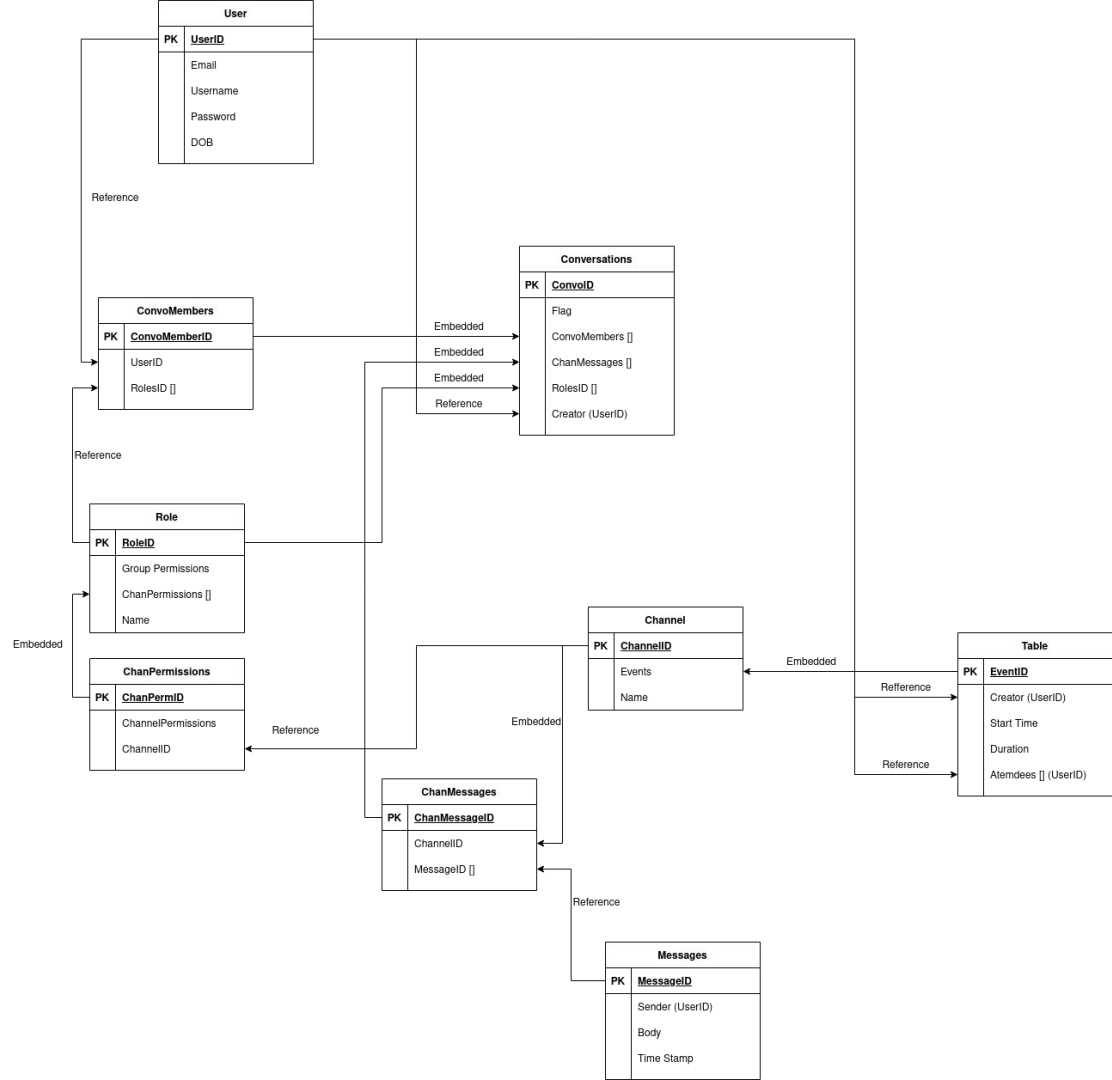 User
PK UserID
Email
Username
Password
DOB
Reference
Conversations
PK ConvoID
Flag
ConvoMembers []
ChanMessages []
RolesID []
Creator (UserID)
ConvoMembers
PK ConvoMemberID
UserID
RolesID []
Embedded
Embedded
Embedded
Reference
Reference
Role
PK RoleID
Group Permissions
ChanPermissions []
Name
Embedded
ChanPermissions
PK ChanPermID
ChannelPermissions
ChannelID
Reference
Channel
PK ChannelID
Events
Name
Embedded
Embedded
Table
PK EventID
Creator (UserID)
Start Time
Duration
Atemdees [] (UserID)
Refference
Reference
ChanMessages
PK ChanMessageID
ChannelID
MessageID []
Reference
Messages
PK MessageID
Sender (UserID)
Body
Time Stamp